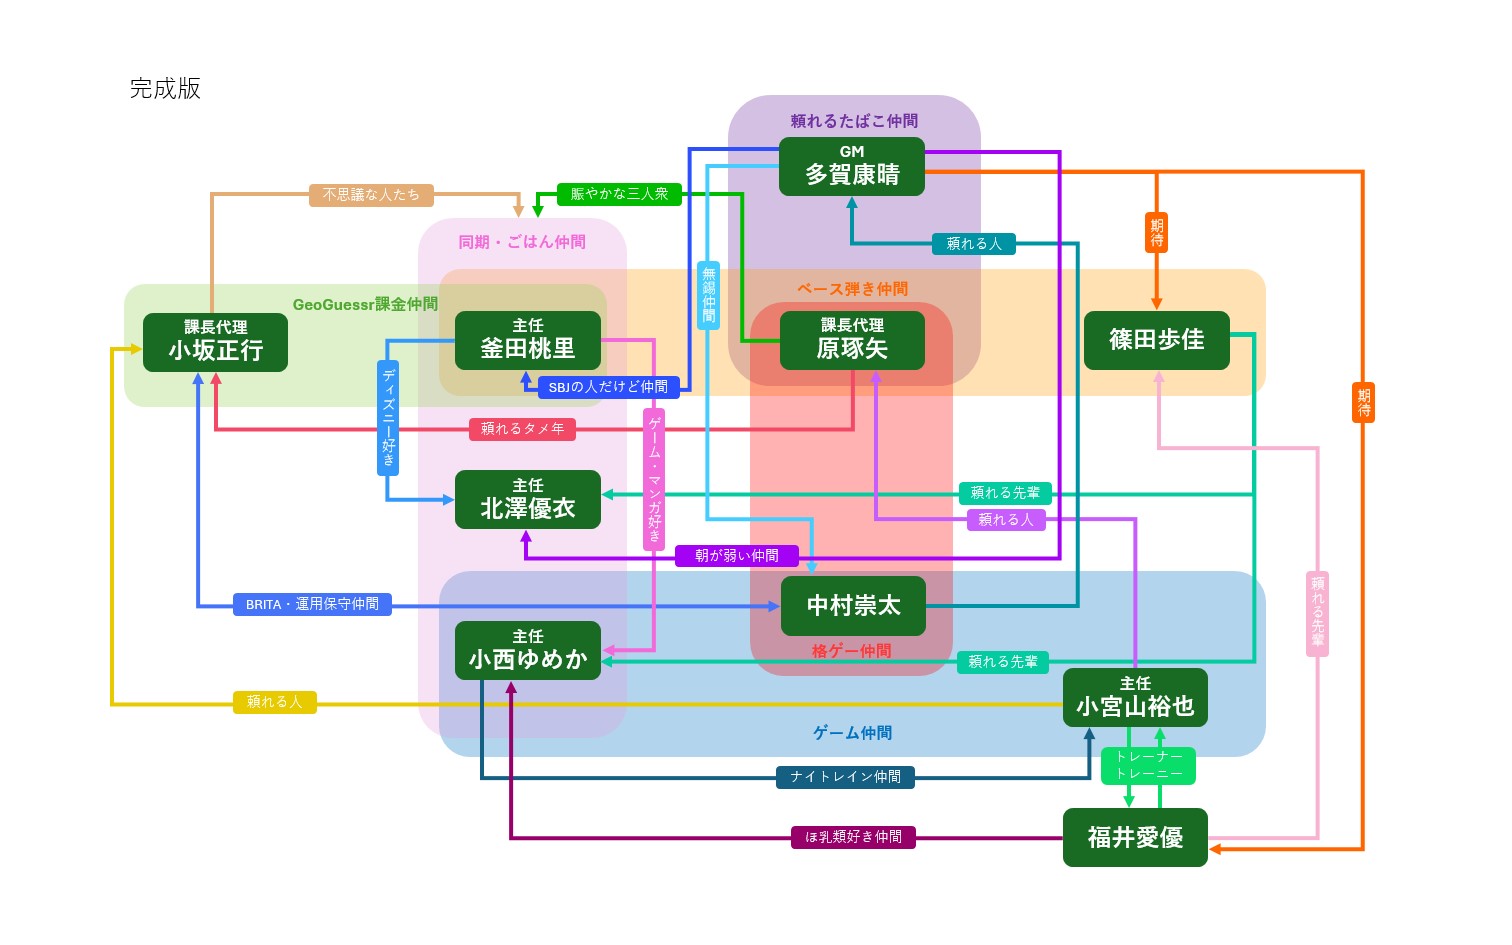 完成版
頼れるたばこ仲間
GM
多賀康晴
不思議な人たち
賑やかな三人衆
期待
同期・ごはん仲間
頼れる人
無錫仲間
ベース弾き仲間
GeoGuessr課金仲間
課長代理
小坂正行
主任
釜田桃里
課長代理
原琢矢
篠田歩佳
ディズニー好き
SBJの人だけど仲間
期待
頼れるタメ年
ゲーム・マンガ好き
主任
北澤優衣
頼れる先輩
頼れる人
朝が弱い仲間
BRITA・運用保守仲間
中村崇太
頼れる先輩
主任
小西ゆめか
格ゲー仲間
頼れる先輩
頼れる人
主任
小宮山裕也
ゲーム仲間
トレーナー
トレーニー
ナイトレイン仲間
ほ乳類好き仲間
福井愛優